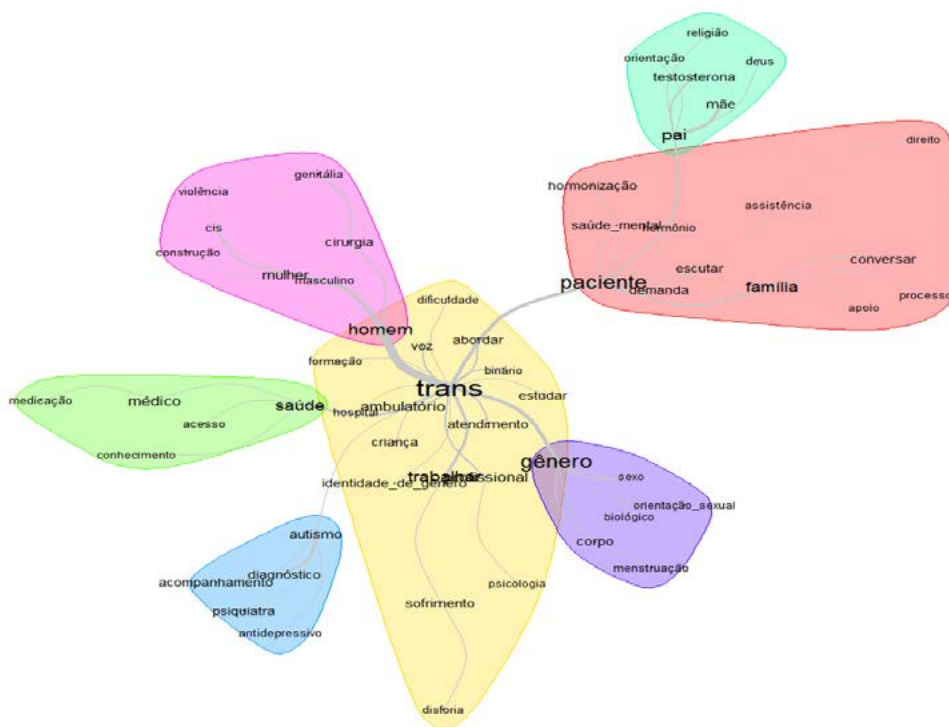 religião
orientação
deus
testosterona
mãe
pai
direito
genitália
hormonização
violência
assistência
saúde_mental
hormônio
cis
cirurgia
construção
conversar
mulher
masculino
escutar
paciente
demanda
família
processo
dificuldade
apoio
homem
voz
abordar
formação
binário
trans
estudar
medicação
médico
saúde
hospital
ambulatório
acesso
atendimento
criança
conhecimento
gênero
trabalhar
identidade_de_gênero
sexo
orientação_sexual
biológico
autismo
corpo
menstruação
diagnóstico
acompanhamento
psicologia
sofrimento
psiquiatra
antidepressivo
disforia